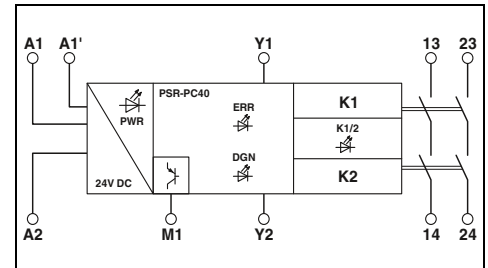 A1 A1' Y1 13 23
PSR-PC40
PWR
ERR
K1
K1/2
DGN
24V DC
K2
A2 M1 Y2 14 24